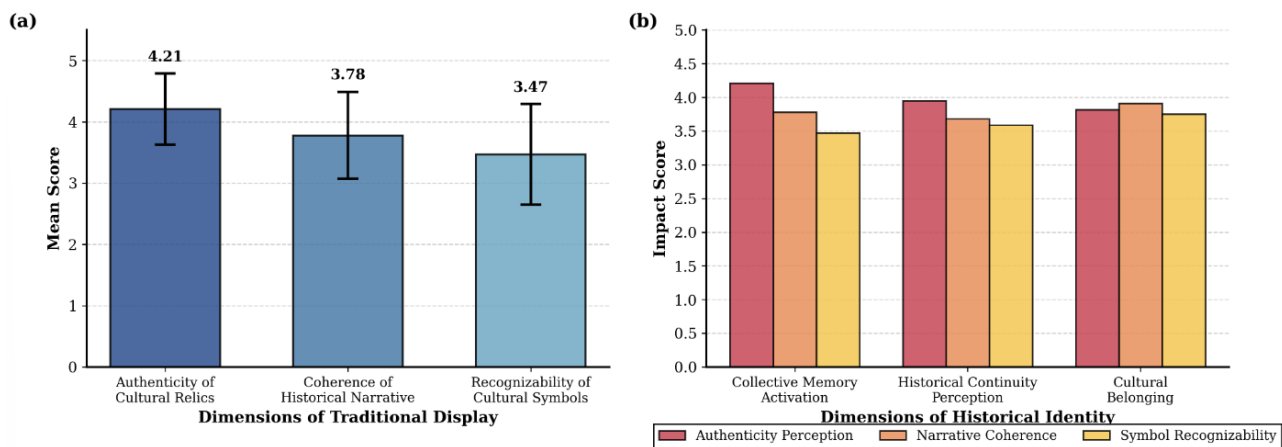 (a)
Mean Score
5
4
3
2
1
0
4.21
3.78
3.47
Authenticity of
Cultural Relics
Coherence of
Historical Narrative
Recognizability of
Cultural Symbols
Dimensions of Traditional Display
(b)
Impact Score
5.0
4.5
4.0
3.5
3.0
2.5
2.0
1.5
1.0
0.5
0.0
Collective Memory
Activation
Historical Continuity
Perception
Cultural
Belonging
Dimensions of Historical Identity
Authenticity Perception
Narrative Coherence
Symbol Recognizability